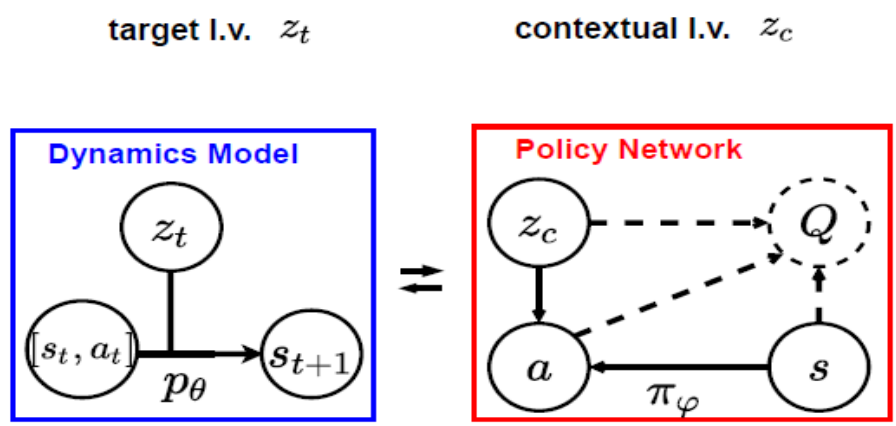 target l.v. z_t
contextual l.v. z_c
Dynamics Model
z_t
[s_t, a_t]
s_{t+1}
p_θ
Policy Network
z_c
Q
a
s
π_φ